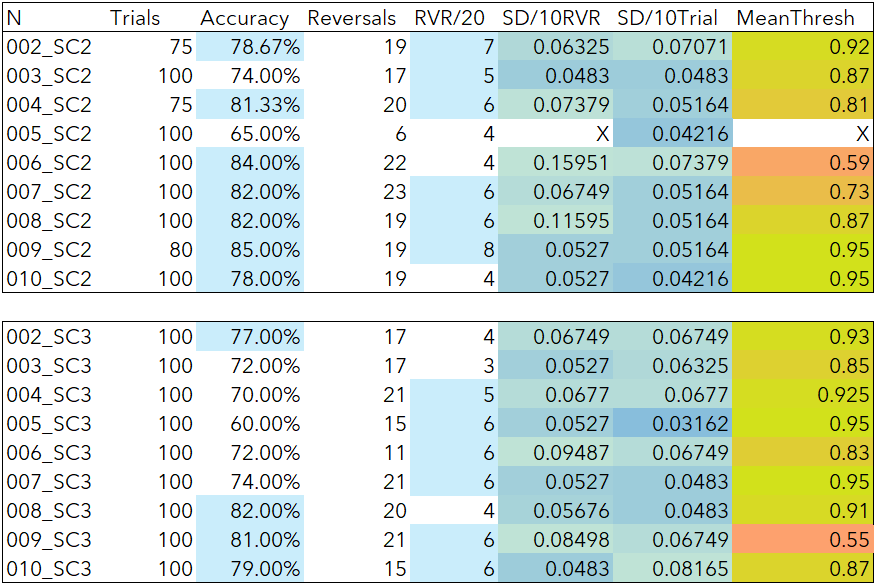 N Trials Accuracy Reversals RVR/20 SD/10RVR SD/10Trial MeanThresh
002_SC2 75 78.67% 19 7 0.06325 0.07071 0.92
003_SC2 100 74.00% 17 5 0.0483 0.0483 0.87
004_SC2 75 81.33% 20 6 0.07379 0.05164 0.81
005_SC2 100 65.00% 6 4 X 0.04216 X
006_SC2 100 84.00% 22 4 0.15951 0.07379 0.59
007_SC2 100 82.00% 23 6 0.06749 0.05164 0.73
008_SC2 100 82.00% 19 6 0.11595 0.05164 0.87
009_SC2 80 85.00% 19 8 0.0527 0.05164 0.95
010_SC2 100 78.00% 19 4 0.0527 0.04216 0.95
002_SC3 100 77.00% 17 4 0.06749 0.06749 0.93
003_SC3 100 72.00% 17 3 0.0527 0.06325 0.85
004_SC3 100 70.00% 21 5 0.0677 0.0677 0.925
005_SC3 100 60.00% 15 6 0.0527 0.03162 0.95
006_SC3 100 72.00% 11 6 0.09487 0.06749 0.83
007_SC3 100 74.00% 21 6 0.0527 0.0483 0.95
008_SC3 100 82.00% 20 4 0.05676 0.0483 0.91
009_SC3 100 81.00% 21 6 0.08498 0.06749 0.55
010_SC3 100 79.00% 15 6 0.0483 0.08165 0.87